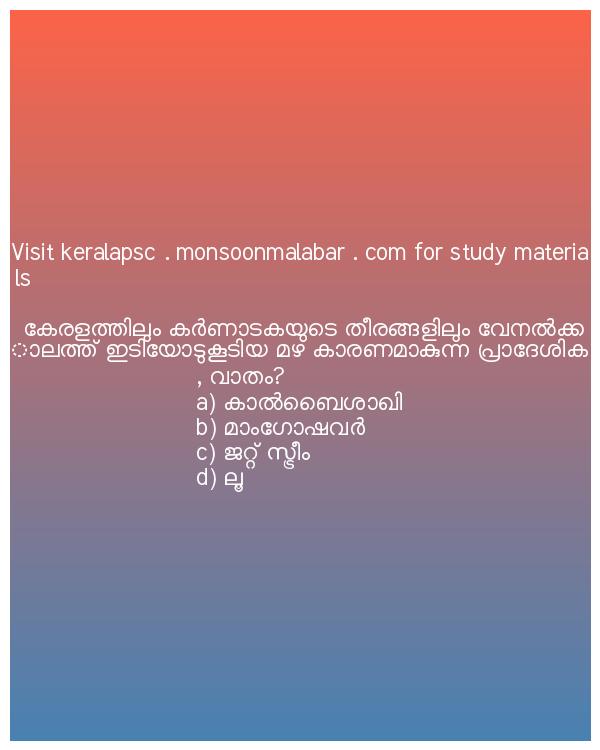 Visit keralapsc . monsoonmalabar . com for study materia
ls
കേരളത്തിലും കർണാടകയുടെ തീരങ്ങളിലും വേനൽക്ക
ാലത്ത് ഇടിയോടുകൂടിയ മഴ കാരണമാകുന്ന പ്രാദേശിക
, വാതം?
a) കാൽബൈശാഖി
b) മാംഗോഷവർ
c) ജറ്റ് സ്ട്രീം
d) ലൂ